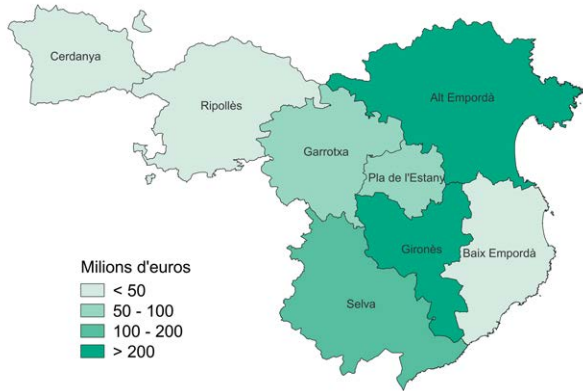 Cerdanya
Ripollès
Alt Empordà
Garrotxa
Pla de l'Estany
Gironès
Baix Empordà
Selva
Milions d'euros
< 50
50 - 100
100 - 200
> 200